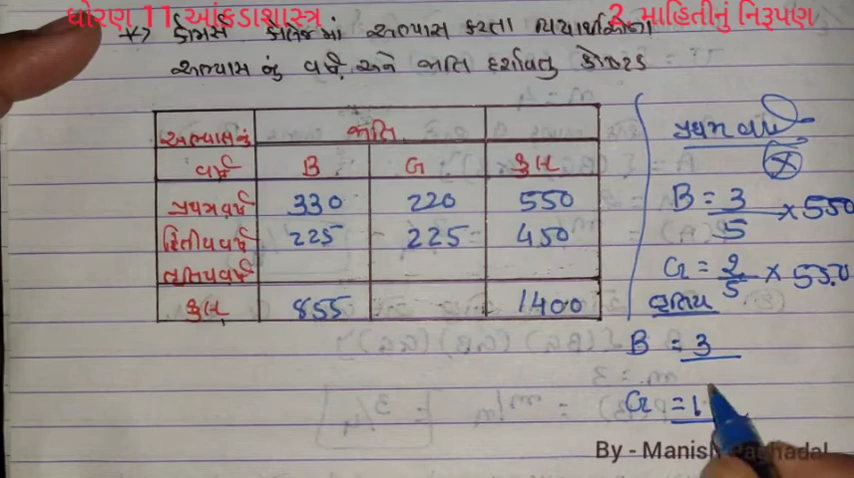 ધોરણ 11 આંકડાશાસ્ત્ર
2 માહિતીનું નિરૂપણ
*> કોમર્સ કોલેજમાં અભ્યાસ કરતા
અભ્યાસ નું વર્ષ અને જાતિ દર્શાવતુ કોષ્ટક
અભ્યાસનું જાતિ
વર્ષ B G કુલ
પ્રથમવર્ષ 330 220 550
દ્વિતીયવર્ષ 225 225 450
તૃતિયવર્ષ
કુલ 855 1400
પ્રથમ વર્ષ
x
B = 3/5 x 550
G = 2/5 x 550
B = 3
G = 1
By - Manish